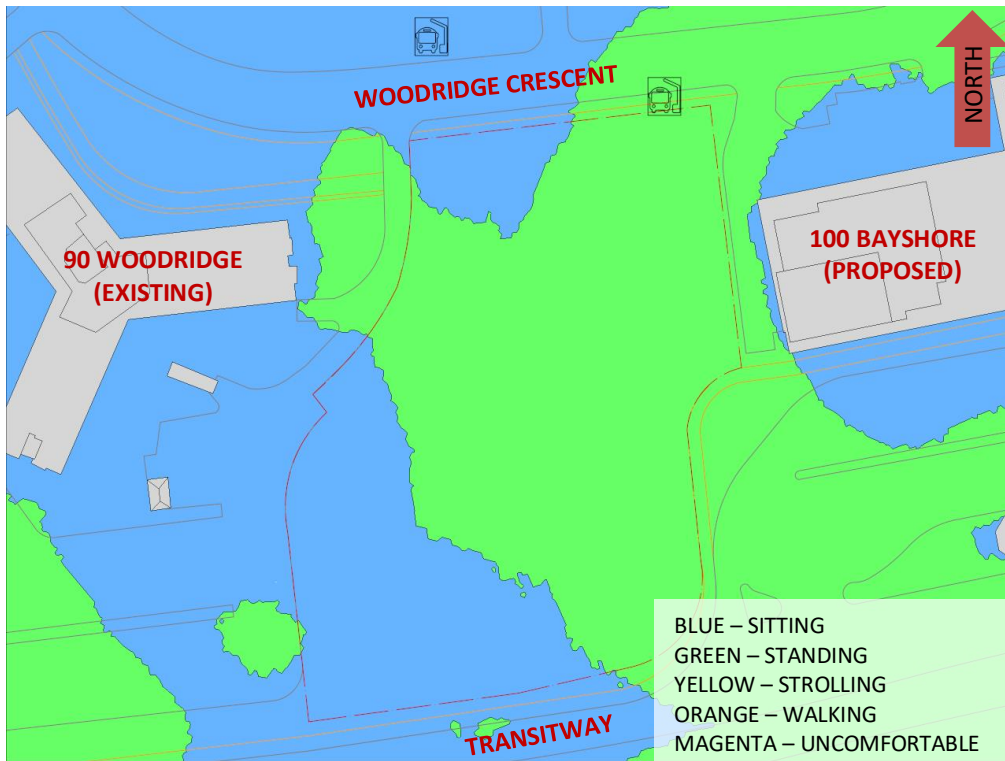 WOODRIDGE CRESCENT
NORTH
90 WOODRIDGE
(EXISTING)
100 BAYSHORE
(PROPOSED)
BLUE – SITTING
GREEN – STANDING
YELLOW – STROLLING
ORANGE – WALKING
MAGENTA – UNCOMFORTABLE
TRANSITWAY